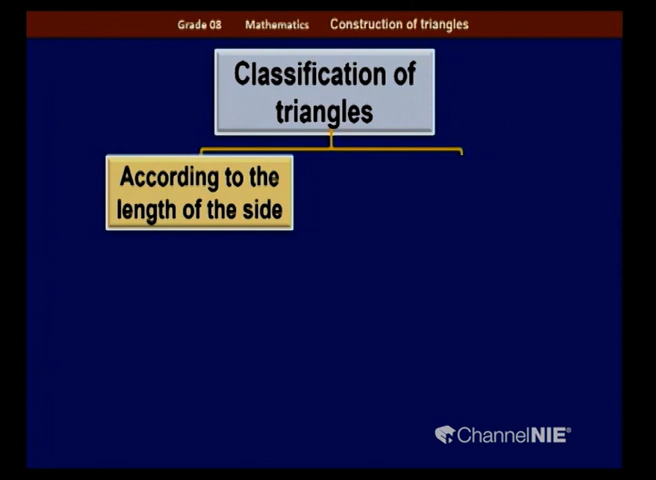 Grade 08 Mathematics Construction of triangles
Classification of
triangles
According to the
length of the side
ChannelNIE®